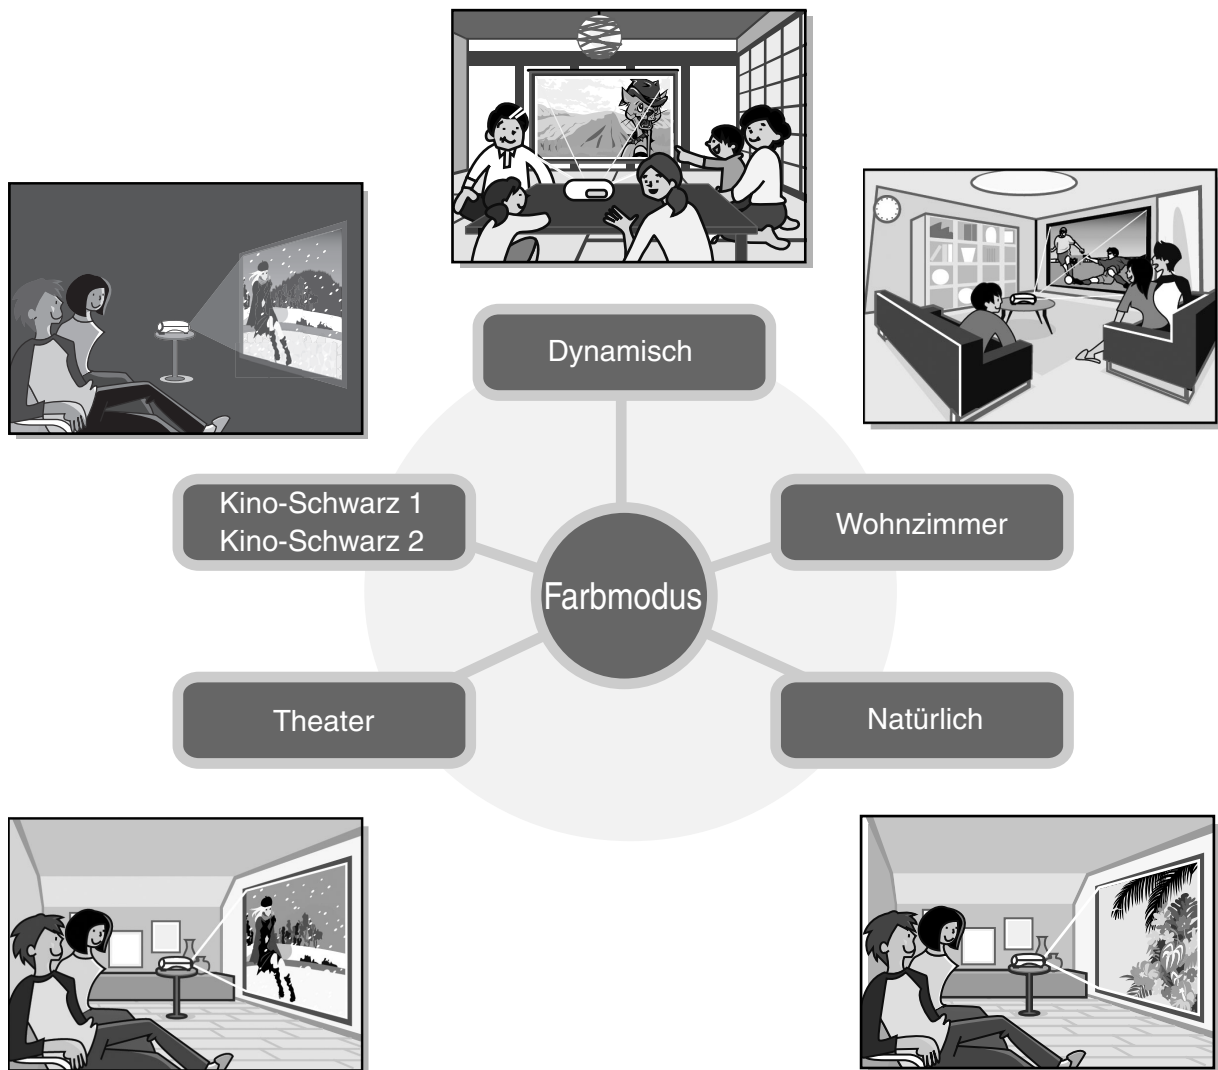 Dynamisch
Kino-Schwarz 1
Kino-Schwarz 2
Wohnzimmer
Farbmodus
Theater
Natürlich